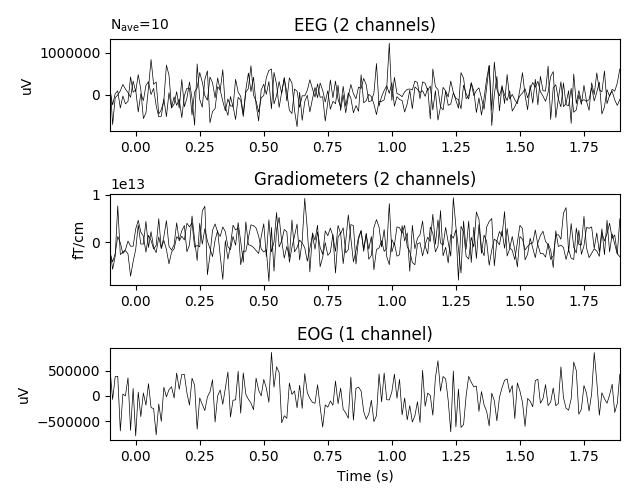 N_ave=10
EEG (2 channels)
1000000
0
uV
0.00 0.25 0.50 0.75 1.00 1.25 1.50 1.75
1e13
Gradiometers (2 channels)
1
0
fT/cm
0.00 0.25 0.50 0.75 1.00 1.25 1.50 1.75
EOG (1 channel)
500000
0
−500000
uV
0.00 0.25 0.50 0.75 1.00 1.25 1.50 1.75
Time (s)